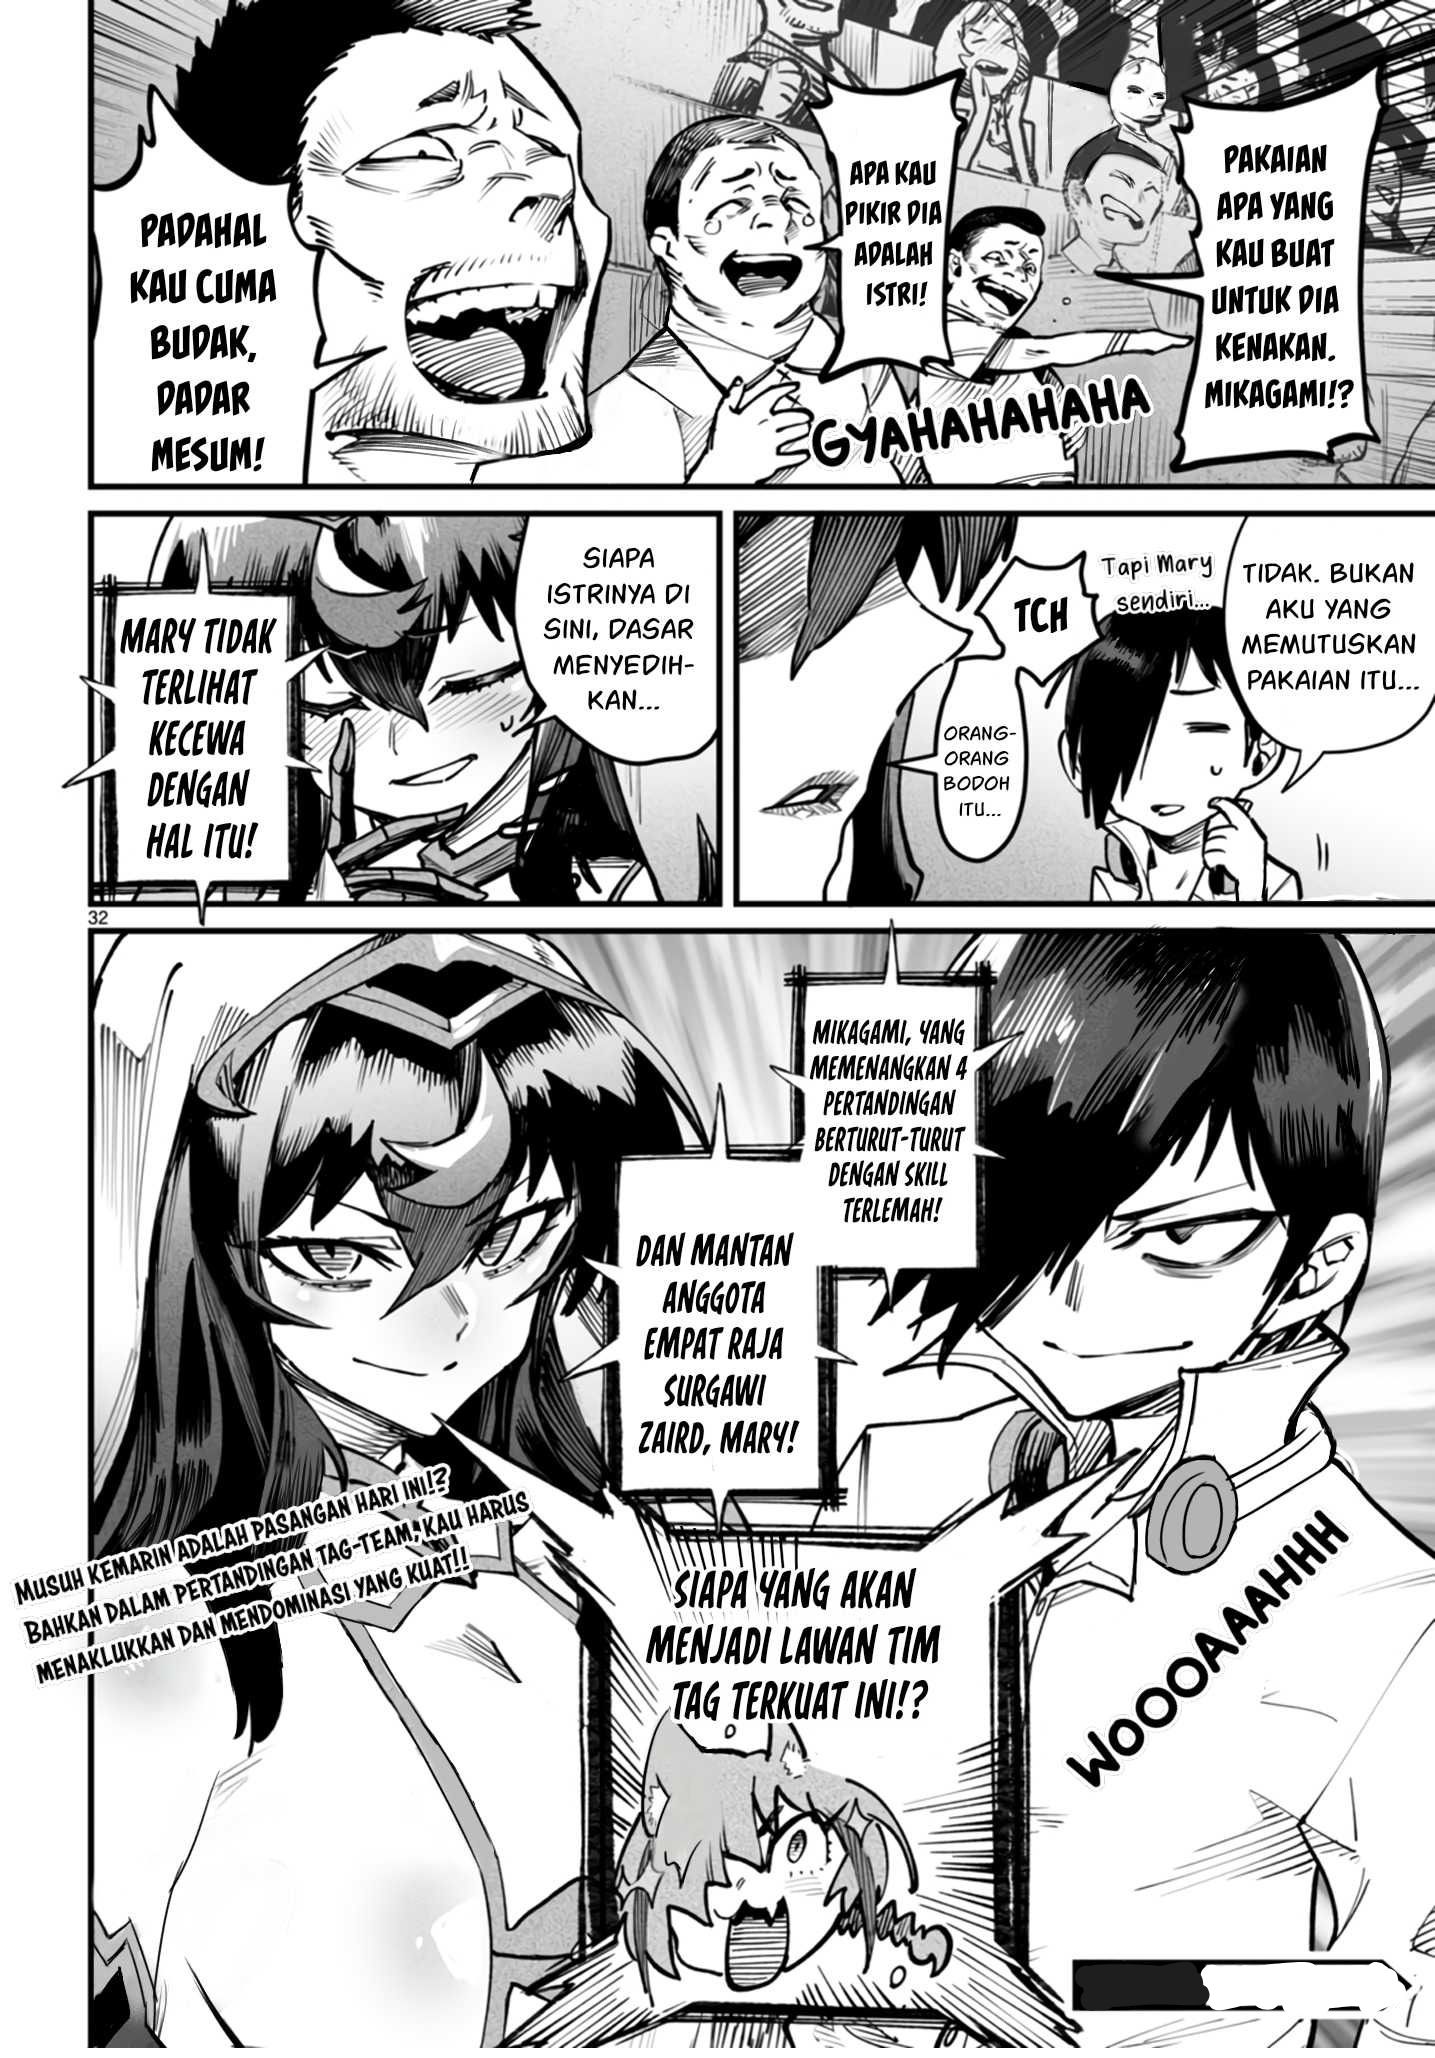 PAKAIAN
APA YANG
KAU BUAT
UNTUK DIA
KENAKAN.
MIKAGAMI!?
APA KAU
PIKIR DIA
ADALAH
ISTRI!
GYAHAHAHAHA
PADAHAL
KAU CUMA
BUDAK,
DADAR
MESUM!
TIDAK. BUKAN
AKU YANG
MEMUTUSKAN
PAKAIAN ITU...
Tapi Mary
sendiri...
TCH
ORANG-
ORANG
BODOH
ITU...
SIAPA
ISTRINYA DI
SINI, DASAR
MENYEDIH-
KAN...
MARY TIDAK
TERLIHAT
KECEWA
DENGAN
HAL ITU!
32
MIKAGAMI, YANG
MEMENANGKAN 4
PERTANDINGAN
BERTURUT-TURUT
DENGAN SKILL
TERLEMAH!
DAN MANTAN
ANGGOTA
EMPAT RAJA
SURGAWI
ZAIRD, MARY!
SIAPA YANG AKAN
MENJADI LAWAN TIM
TAG TERKUAT INI!?
WOOOAAAHHH
MUSUH KEMARIN ADALAH PASANGAN HARI INI!?
BAHKAN DALAM PERTANDINGAN TAG-TEAM, KAU HARUS
MENAKLUKKAN DAN MENDOMINASI YANG KUAT!!